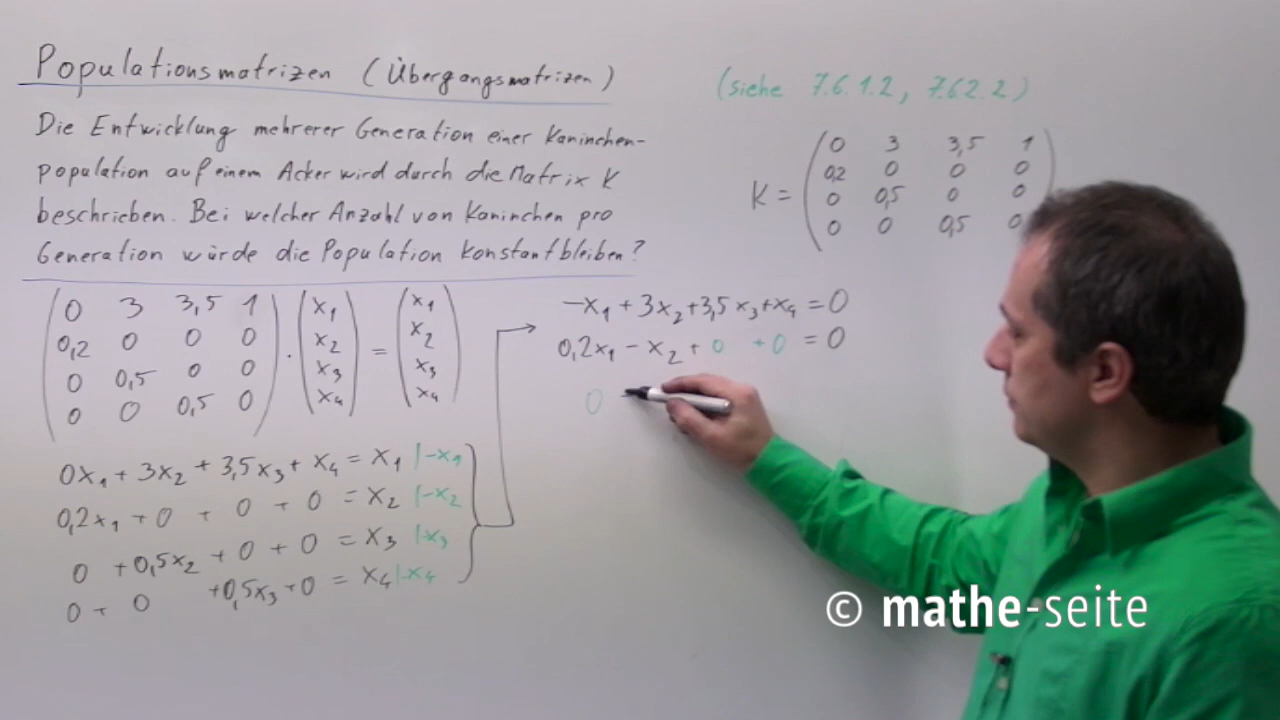 Populationsmatrizen (Übergangsmatrizen)
(siehe 7.6.1.2, 7.6.2.2)
Die Entwicklung mehrerer Generation einer Kaninchen-
population auf einem Acker wird durch die Matrix K
beschrieben. Bei welcher Anzahl von Kaninchen pro
Generation würde die Population konstantbleiben?
K =
0 3 3,5 1
0,2 0 0 0
0 0,5 0 0
0 0 0,5 0
0 3 3,5 1
0,2 0 0 0
0 0,5 0 0
0 0 0,5 0
·
x₁
x₂
x₃
x₄
=
x₁
x₂
x₃
x₄
0x₁ + 3x₂ + 3,5x₃ + x₄ = x₁ |-x₁
0,2x₁ + 0 + 0 + 0 = x₂ |-x₂
0 + 0,5x₂ + 0 + 0 = x₃ |-x₃
0 + 0 + 0,5x₃ + 0 = x₄ |-x₄
-x₁ + 3x₂ + 3,5x₃ + x₄ = 0
0,2x₁ - x₂ + 0 + 0 = 0
0
© mathe-seite